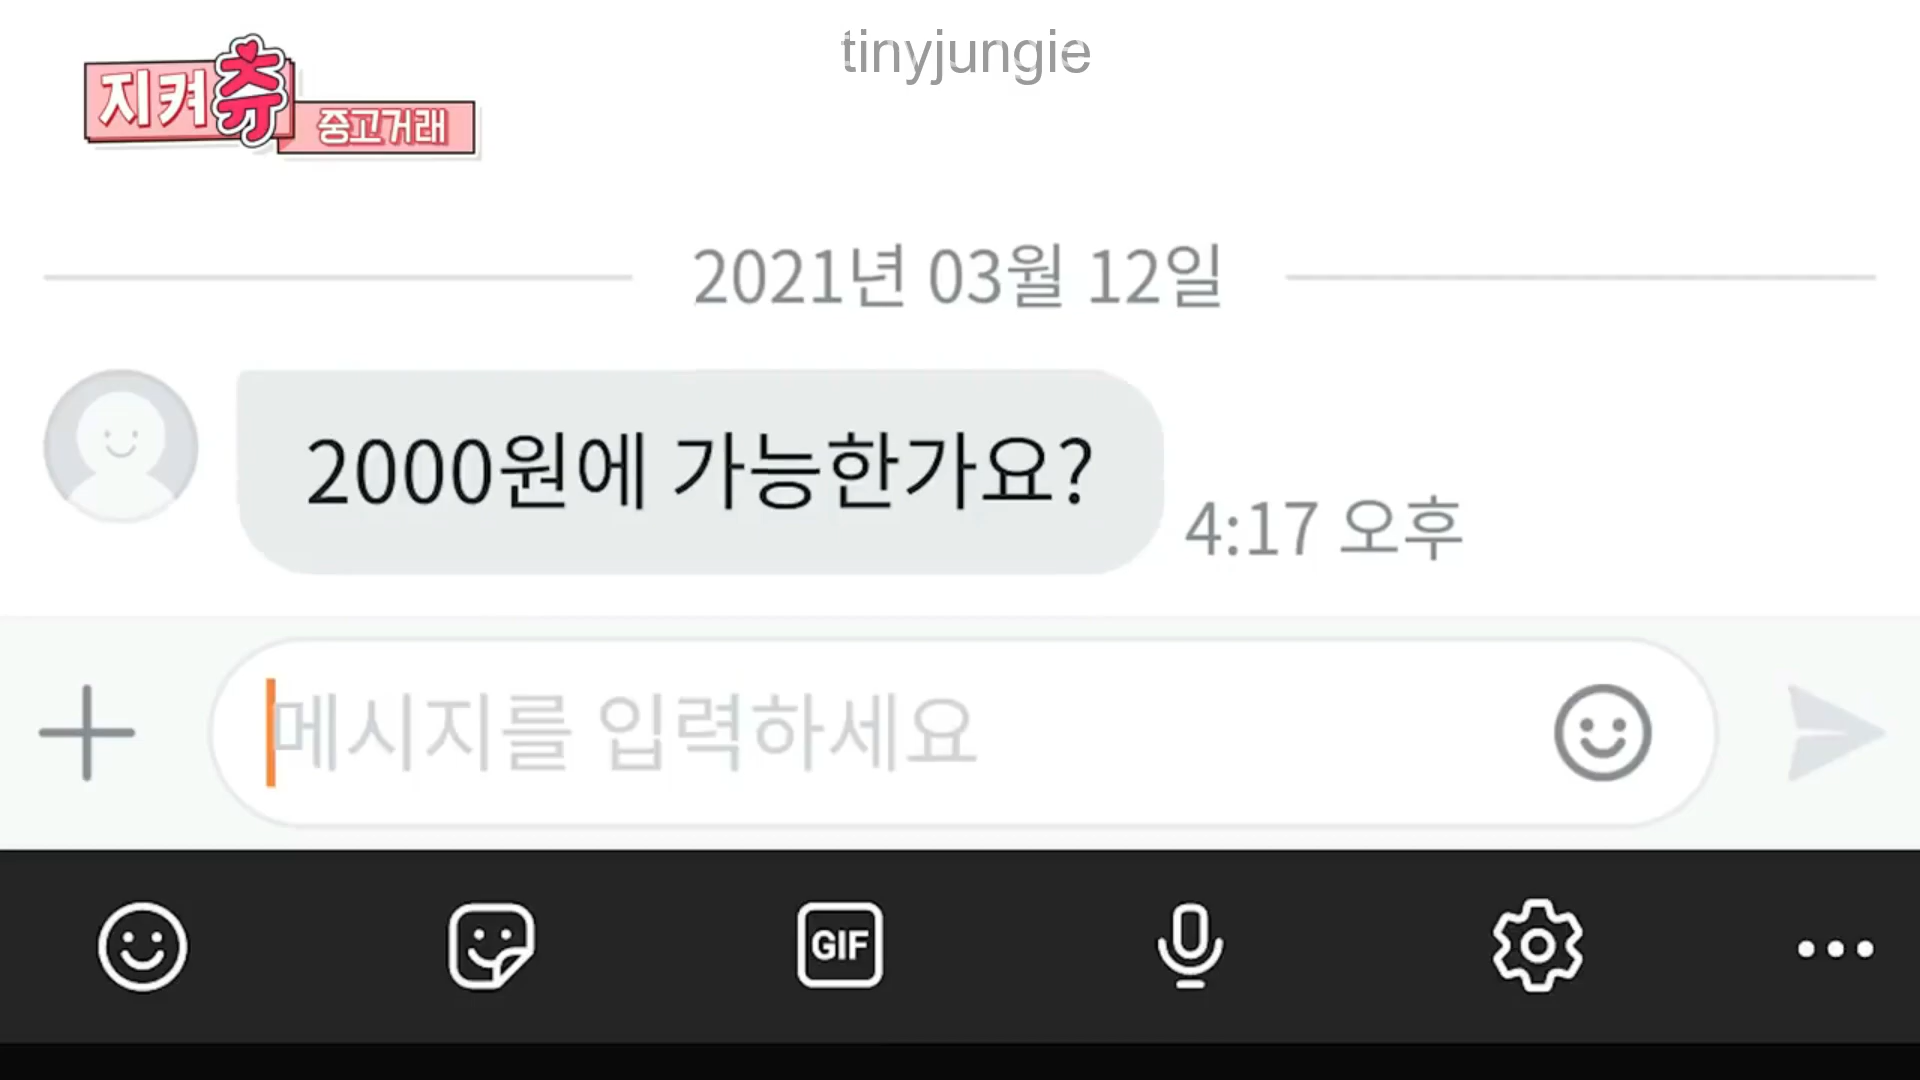 tinyjungie
지켜츄
중고거래
2021년 03월 12일
2000원에 가능한가요?
4:17 오후
메시지를 입력하세요
GIF